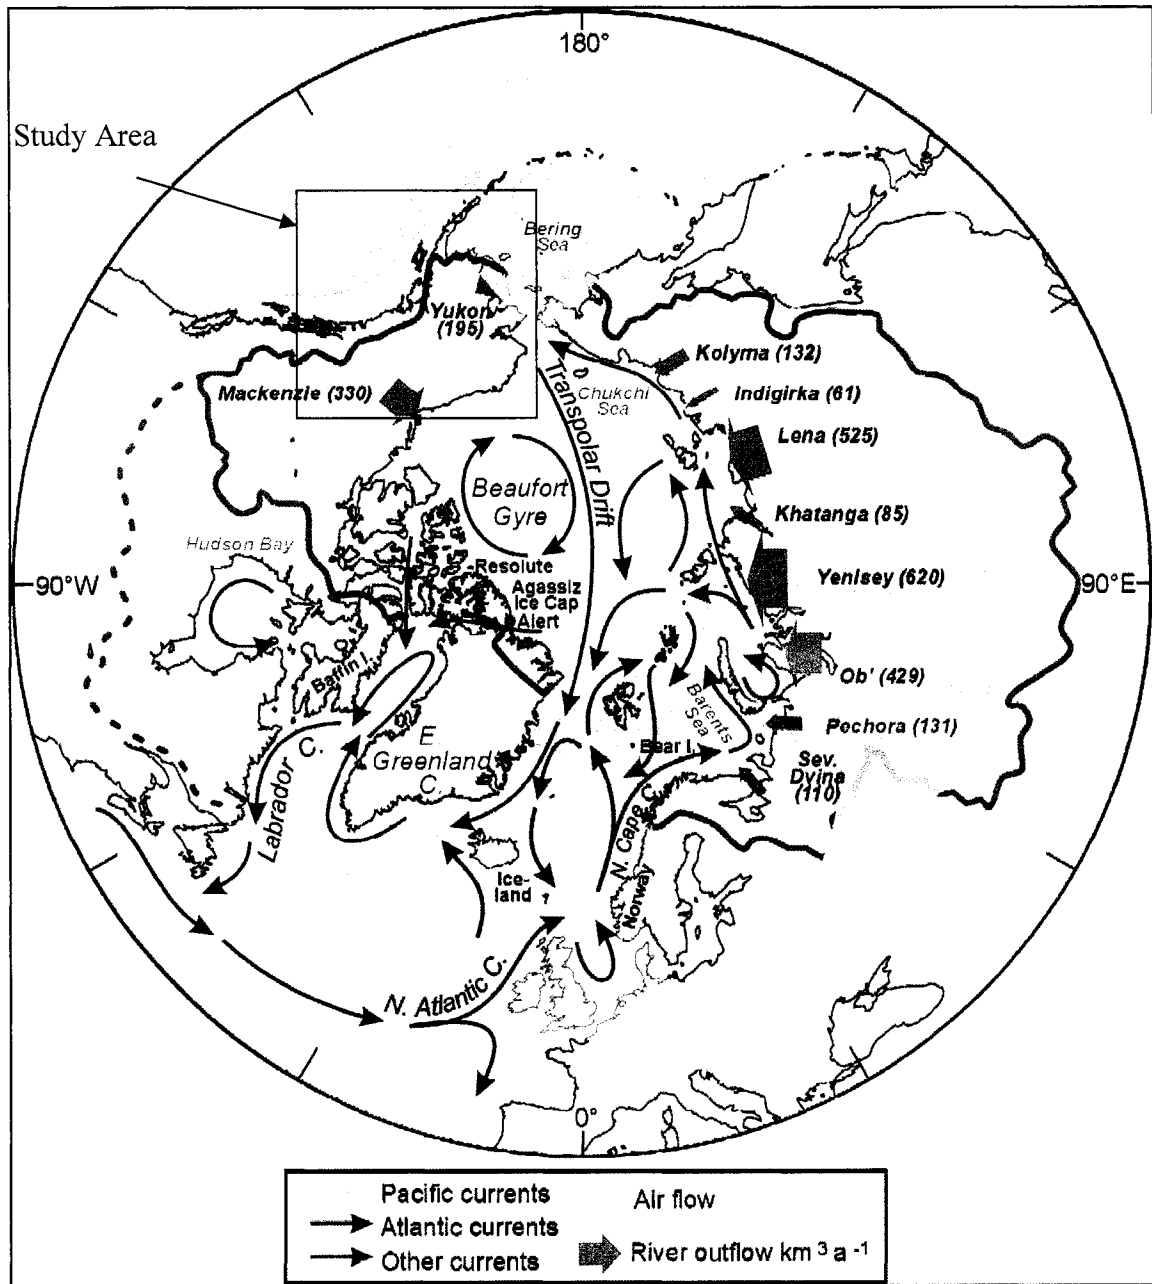 180°
Study Area
Bering
Sea
Yukon
(195)
Kolyma (132)
Mackenzie (330)
Transpolar Drift
Chukchi
Sea
Indigirka (61)
Lena (525)
Beaufort
Gyre
Khatanga (85)
Hudson Bay
Resolute
Agassiz
Ice Cap
Alert
90°W
Yenisey (620)
90°E
Baffin I.
Ob' (429)
Barents
Sea
Pechora (131)
Bear I.
E
Greenland
C.
Sev.
Dvina
(110)
Labrador C.
N. Cape C.
Norway
Ice-
land
N. Atlantic C.
0°
Pacific currents
Air flow
Atlantic currents
Other currents
River outflow km ³ a ⁻¹